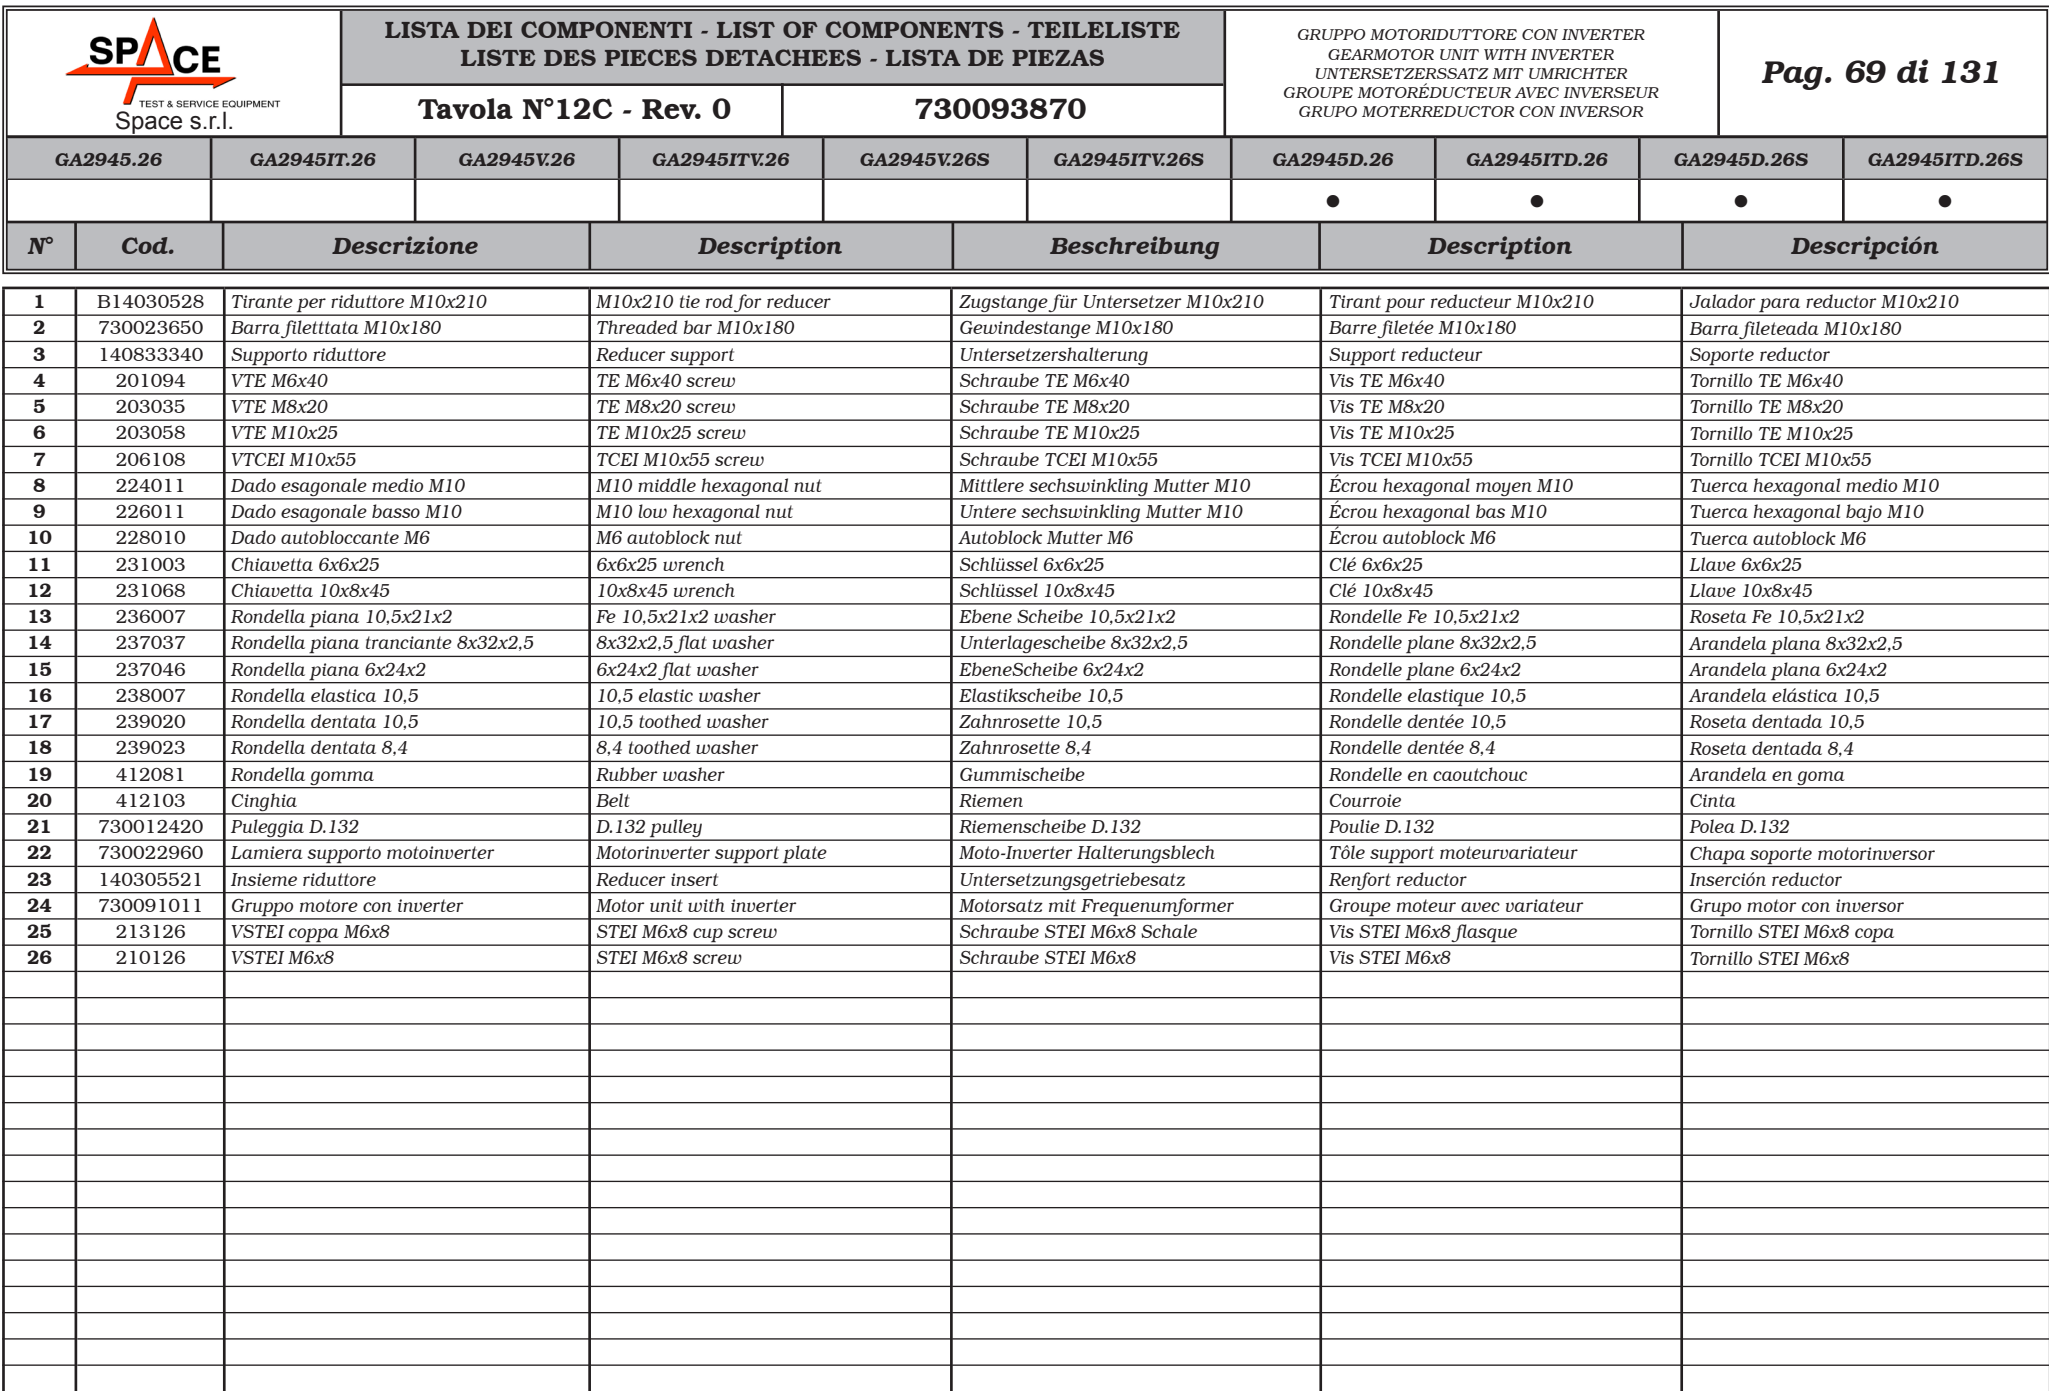 SPACE
TEST & SERVICE EQUIPMENT
Space s.r.l.
LISTA DEI COMPONENTI - LIST OF COMPONENTS - TEILELISTE
LISTE DES PIECES DETACHEES - LISTA DE PIEZAS
Tavola N°12C - Rev. 0 730093870
GRUPPO MOTORIDUTTORE CON INVERTER
GEARMOTOR UNIT WITH INVERTER
UNTERSETZERSSATZ MIT UMRICHTER
GROUPE MOTORÉDUCTEUR AVEC INVERSEUR
GRUPO MOTERREDUCTOR CON INVERSOR
Pag. 69 di 131
GA2945.26 GA2945IT.26 GA2945V.26 GA2945ITV.26 GA2945V.26S GA2945ITV.26S GA2945D.26 GA2945ITD.26 GA2945D.26S GA2945ITD.26S
● ● ● ●
N° Cod. Descrizione Description Beschreibung Description Descripción
1 B14030528 Tirante per riduttore M10x210 M10x210 tie rod for reducer Zugstange für Untersetzer M10x210 Tirant pour reducteur M10x210 Jalador para reductor M10x210
2 730023650 Barra filetttata M10x180 Threaded bar M10x180 Gewindestange M10x180 Barre filetée M10x180 Barra fileteada M10x180
3 140833340 Supporto riduttore Reducer support Untersetzershalterung Support reducteur Soporte reductor
4 201094 VTE M6x40 TE M6x40 screw Schraube TE M6x40 Vis TE M6x40 Tornillo TE M6x40
5 203035 VTE M8x20 TE M8x20 screw Schraube TE M8x20 Vis TE M8x20 Tornillo TE M8x20
6 203058 VTE M10x25 TE M10x25 screw Schraube TE M10x25 Vis TE M10x25 Tornillo TE M10x25
7 206108 VTCEI M10x55 TCEI M10x55 screw Schraube TCEI M10x55 Vis TCEI M10x55 Tornillo TCEI M10x55
8 224011 Dado esagonale medio M10 M10 middle hexagonal nut Mittlere sechswinkling Mutter M10 Écrou hexagonal moyen M10 Tuerca hexagonal medio M10
9 226011 Dado esagonale basso M10 M10 low hexagonal nut Untere sechswinkling Mutter M10 Écrou hexagonal bas M10 Tuerca hexagonal bajo M10
10 228010 Dado autobloccante M6 M6 autoblock nut Autoblock Mutter M6 Écrou autoblock M6 Tuerca autoblock M6
11 231003 Chiavetta 6x6x25 6x6x25 wrench Schlüssel 6x6x25 Clé 6x6x25 Llave 6x6x25
12 231068 Chiavetta 10x8x45 10x8x45 wrench Schlüssel 10x8x45 Clé 10x8x45 Llave 10x8x45
13 236007 Rondella piana 10,5x21x2 Fe 10,5x21x2 washer Ebene Scheibe 10,5x21x2 Rondelle Fe 10,5x21x2 Roseta Fe 10,5x21x2
14 237037 Rondella piana tranciante 8x32x2,5 8x32x2,5 flat washer Unterlagescheibe 8x32x2,5 Rondelle plane 8x32x2,5 Arandela plana 8x32x2,5
15 237046 Rondella piana 6x24x2 6x24x2 flat washer EbeneScheibe 6x24x2 Rondelle plane 6x24x2 Arandela plana 6x24x2
16 238007 Rondella elastica 10,5 10,5 elastic washer Elastikscheibe 10,5 Rondelle elastique 10,5 Arandela elástica 10,5
17 239020 Rondella dentata 10,5 10,5 toothed washer Zahnrosette 10,5 Rondelle dentée 10,5 Roseta dentada 10,5
18 239023 Rondella dentata 8,4 8,4 toothed washer Zahnrosette 8,4 Rondelle dentée 8,4 Roseta dentada 8,4
19 412081 Rondella gomma Rubber washer Gummischeibe Rondelle en caoutchouc Arandela en goma
20 412103 Cinghia Belt Riemen Courroie Cinta
21 730012420 Puleggia D.132 D.132 pulley Riemenscheibe D.132 Poulie D.132 Polea D.132
22 730022960 Lamiera supporto motoinverter Motorinverter support plate Moto-Inverter Halterungsblech Tôle support moteurvariateur Chapa soporte motorinversor
23 140305521 Insieme riduttore Reducer insert Untersetzungsgetriebesatz Renfort reductor Inserción reductor
24 730091011 Gruppo motore con inverter Motor unit with inverter Motorsatz mit Frequenumformer Groupe moteur avec variateur Grupo motor con inversor
25 213126 VSTEI coppa M6x8 STEI M6x8 cup screw Schraube STEI M6x8 Schale Vis STEI M6x8 flasque Tornillo STEI M6x8 copa
26 210126 VSTEI M6x8 STEI M6x8 screw Schraube STEI M6x8 Vis STEI M6x8 Tornillo STEI M6x8